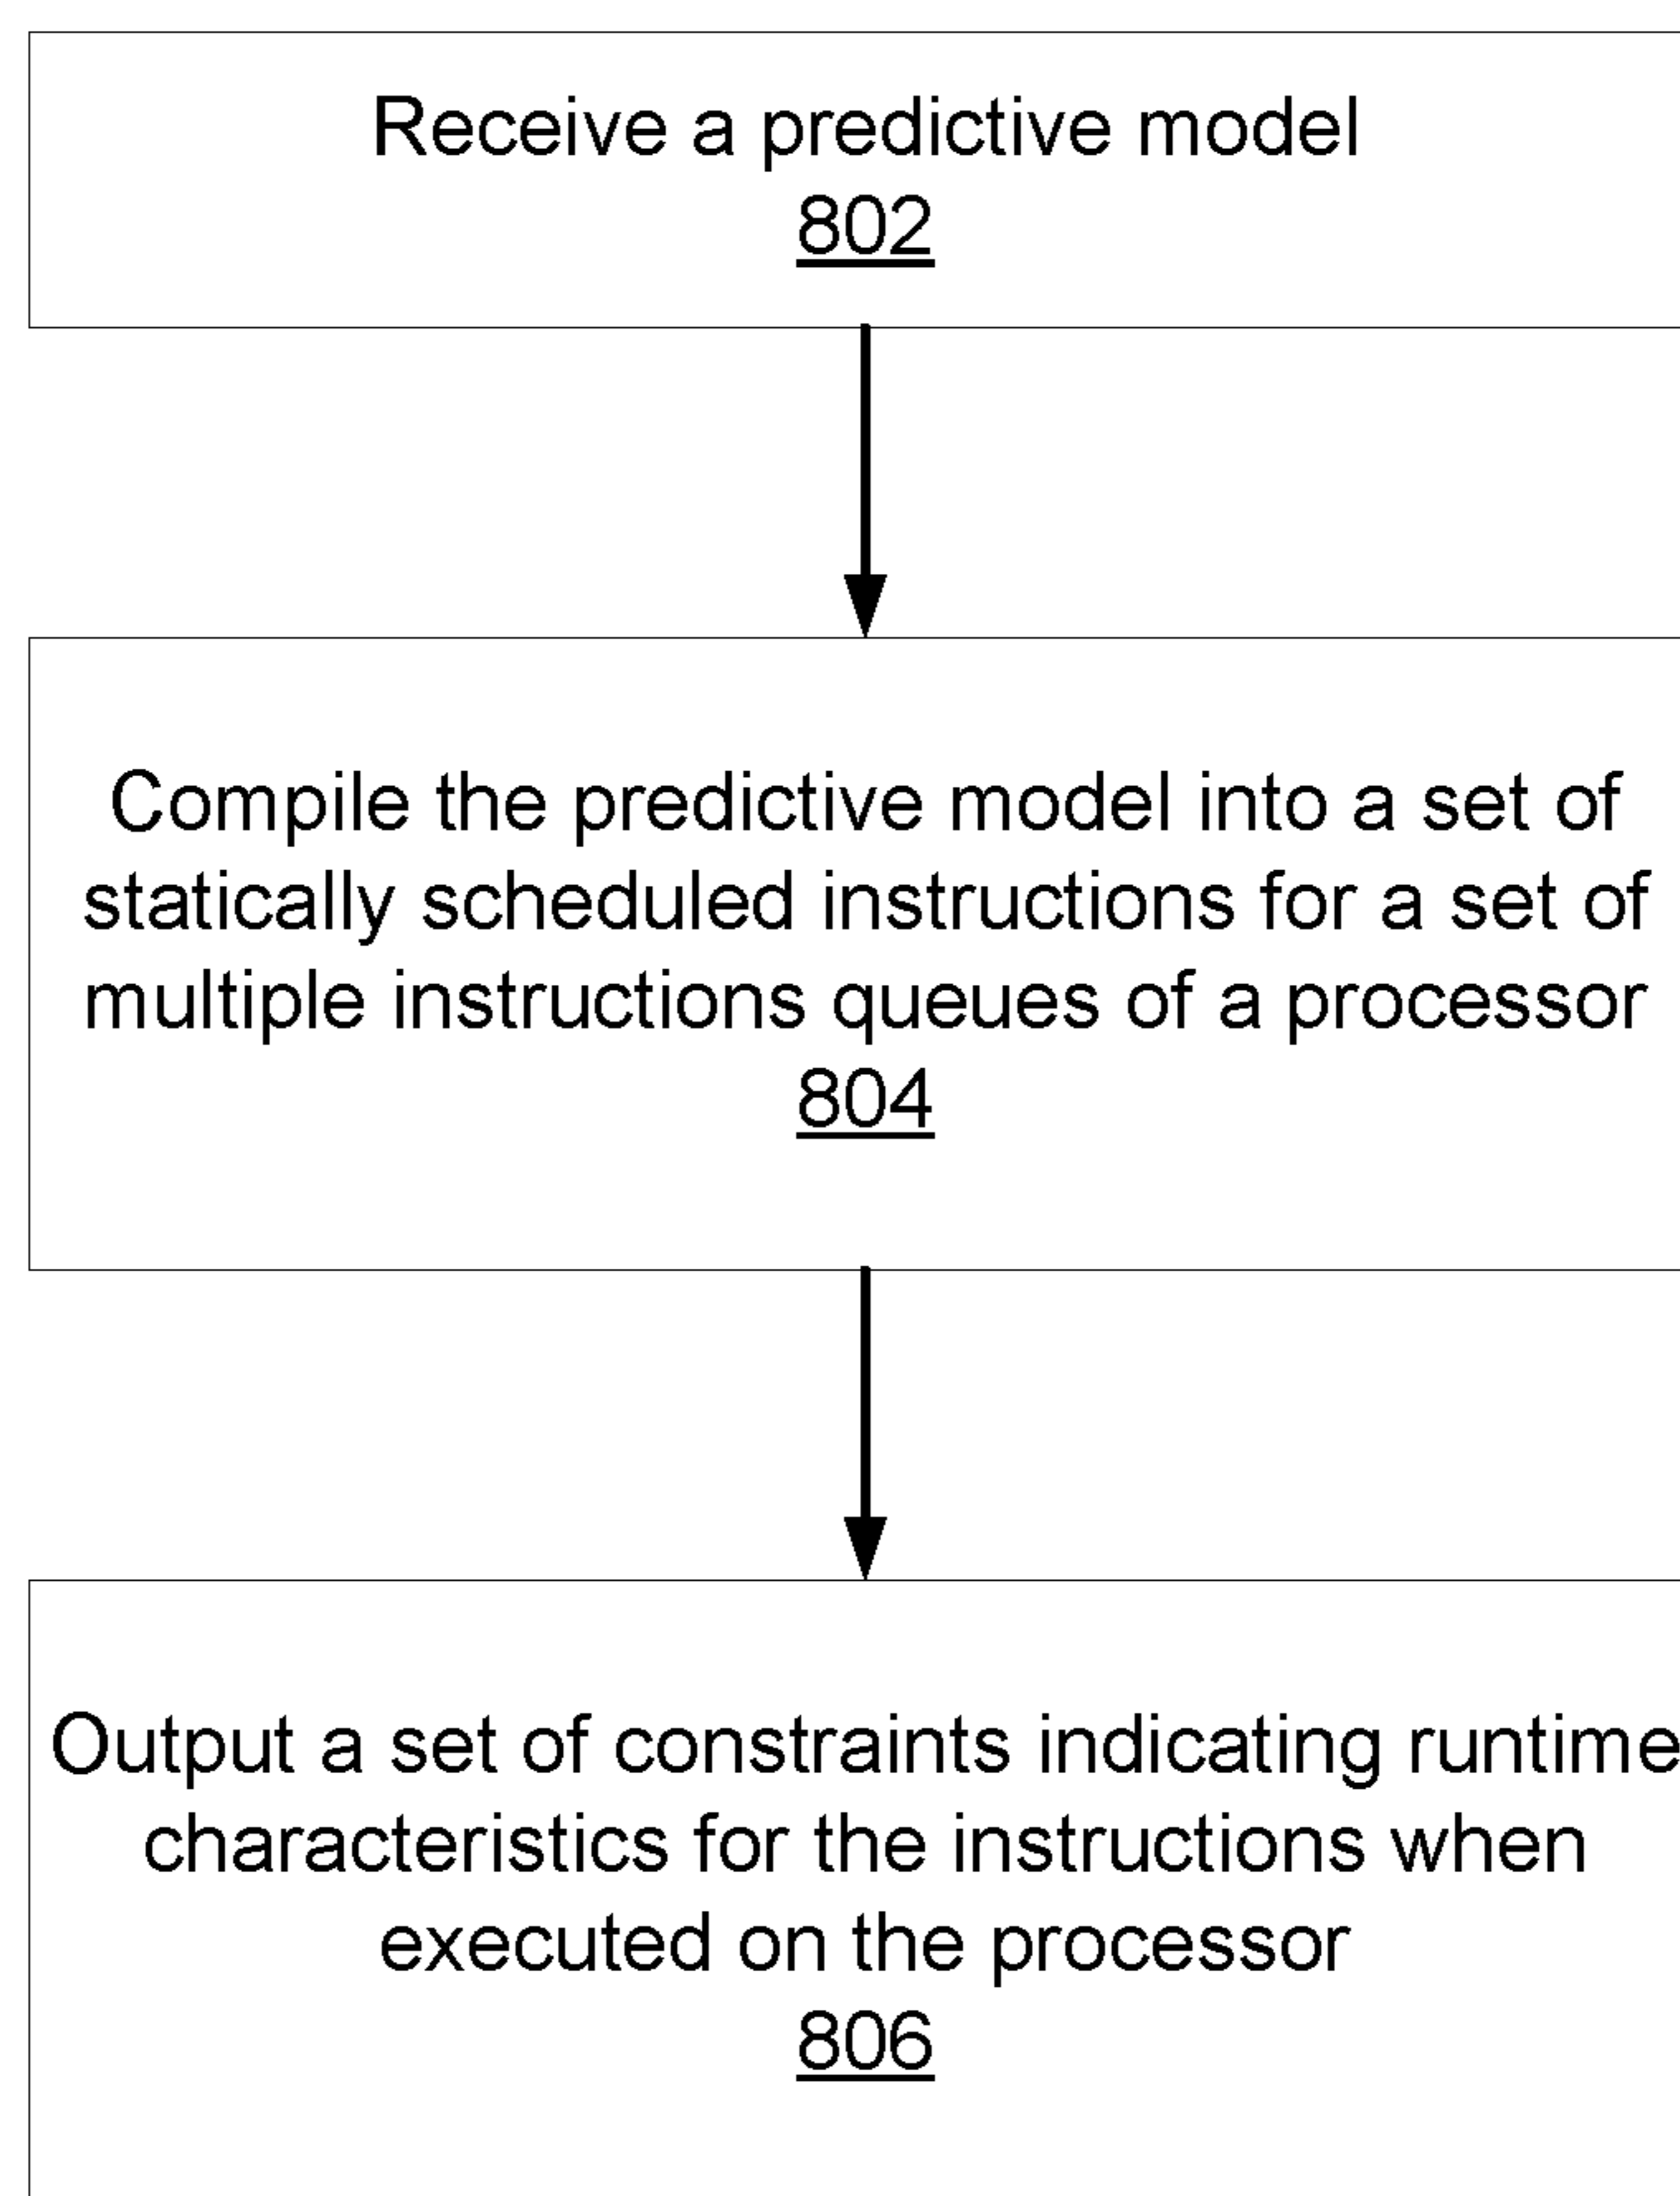 Receive a predictive model
802
Compile the predictive model into a set of
statically scheduled instructions for a set of
multiple instructions queues of a processor
804
Output a set of constraints indicating runtime
characteristics for the instructions when
executed on the processor
806